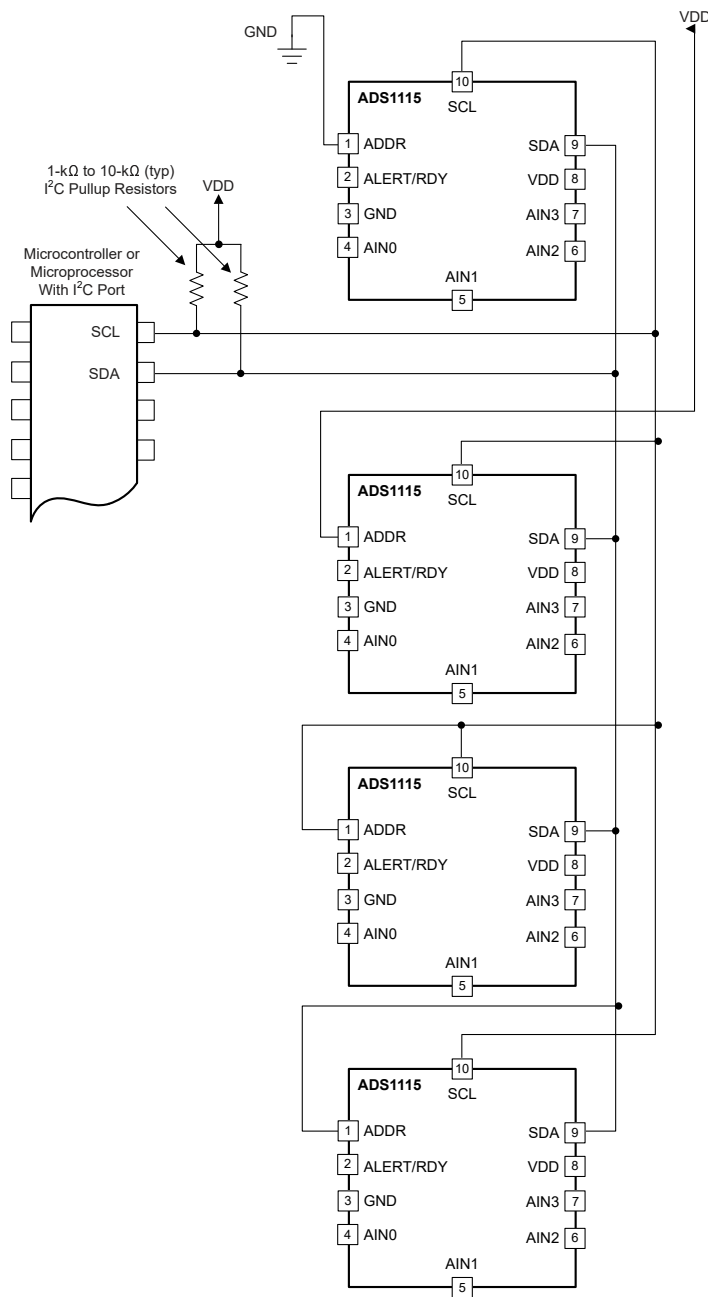 VDD
GND
10
ADS1115
SCL
1 ADDR
SDA 9
2 ALERT/RDY
VDD 8
3 GND
AIN3 7
4 AIN0
AIN2 6
AIN1
5
1-kΩ to 10-kΩ (typ)
I²C Pullup Resistors
VDD
Microcontroller or
Microprocessor
With I²C Port
SCL
SDA
10
ADS1115
SCL
1 ADDR
SDA 9
2 ALERT/RDY
VDD 8
3 GND
AIN3 7
4 AIN0
AIN2 6
AIN1
5
10
ADS1115
SCL
1 ADDR
SDA 9
2 ALERT/RDY
VDD 8
3 GND
AIN3 7
4 AIN0
AIN2 6
AIN1
5
10
ADS1115
SCL
1 ADDR
SDA 9
2 ALERT/RDY
VDD 8
3 GND
AIN3 7
4 AIN0
AIN2 6
AIN1
5